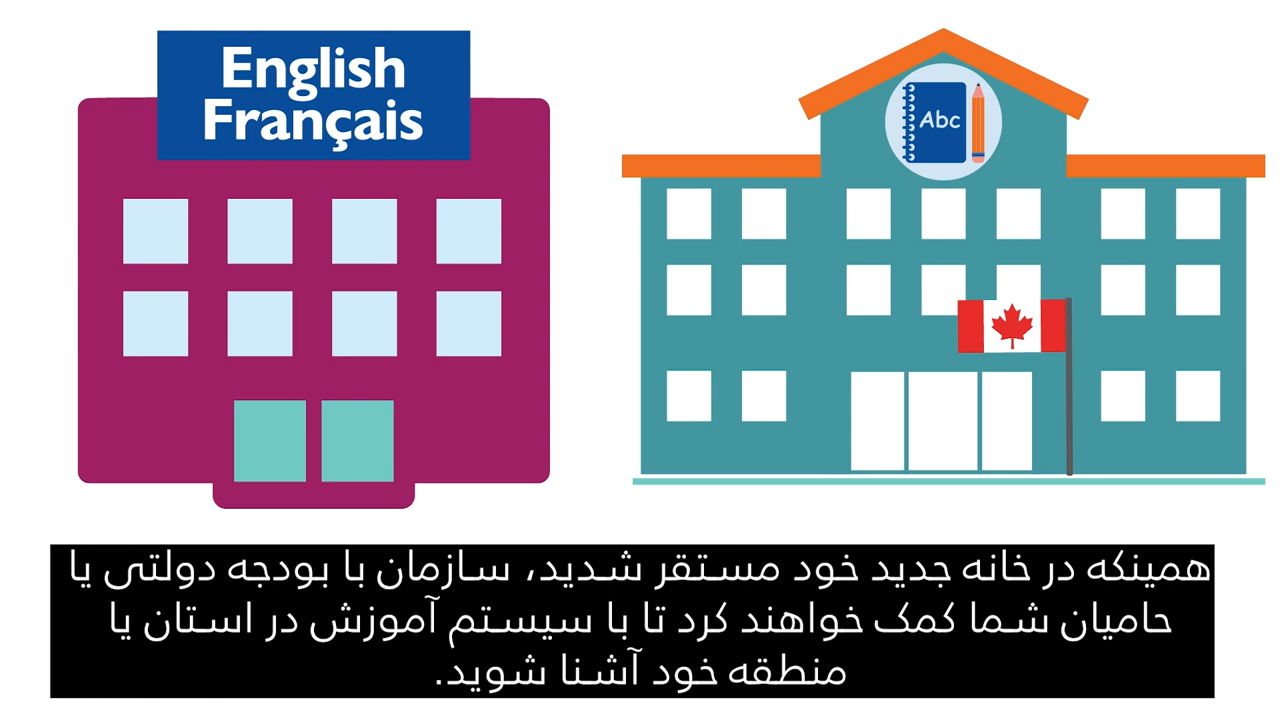 English
Français
Abc
همینکه در خانه جدید خود مستقر شدید، سازمان با بودجه دولتی یا
حامیان شما کمک خواهند کرد تا با سیستم آموزش در استان یا
منطقه خود آشنا شوید.